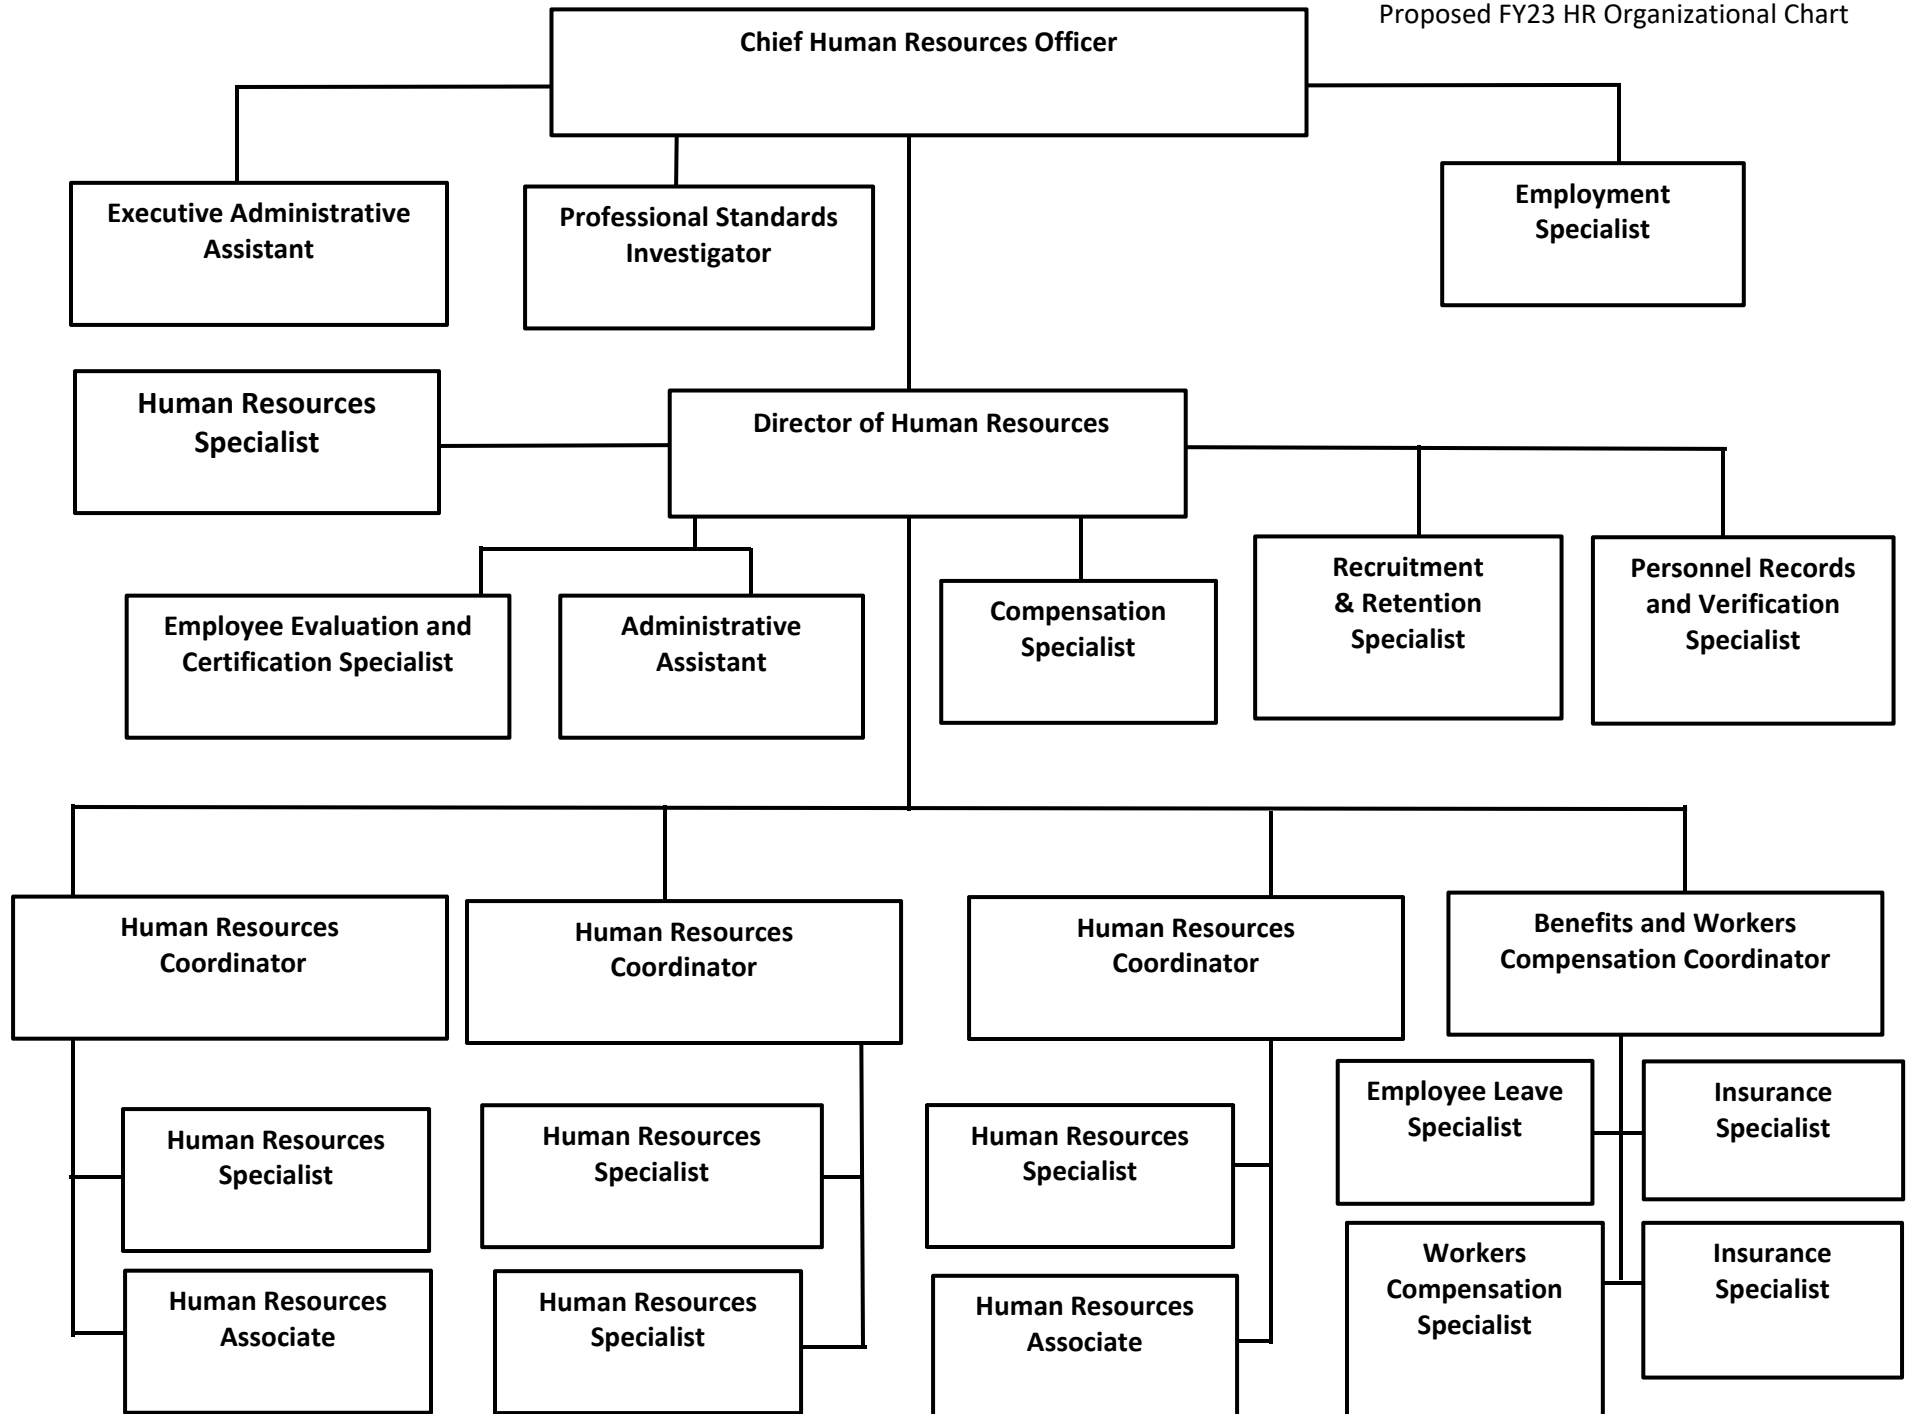 Proposed FY23 HR Organizational Chart
Chief Human Resources Officer
Executive Administrative
Assistant
Professional Standards
Investigator
Employment
Specialist
Human Resources
Specialist
Director of Human Resources
Employee Evaluation and
Certification Specialist
Administrative
Assistant
Compensation
Specialist
Recruitment
& Retention
Specialist
Personnel Records
and Verification
Specialist
Human Resources
Coordinator
Human Resources
Coordinator
Human Resources
Coordinator
Benefits and Workers
Compensation Coordinator
Human Resources
Specialist
Human Resources
Specialist
Human Resources
Specialist
Employee Leave
Specialist
Insurance
Specialist
Human Resources
Associate
Human Resources
Specialist
Human Resources
Associate
Workers
Compensation
Specialist
Insurance
Specialist